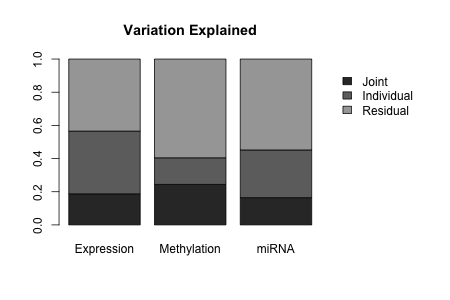 Variation Explained
1.0
0.8
0.6
0.4
0.2
0.0
Expression
Methylation
miRNA
Joint
Individual
Residual